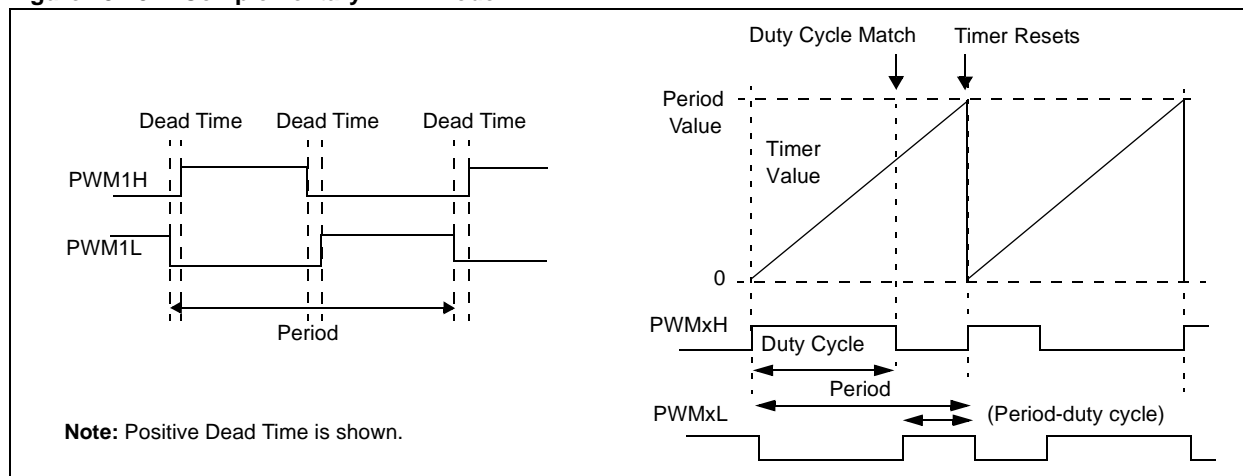 Duty Cycle Match
Timer Resets
Dead Time
Dead Time
Dead Time
PWM1H
PWM1L
Period
Note: Positive Dead Time is shown.
Period
Value
Timer
Value
0
PWMxH
Duty Cycle
Period
PWMxL
(Period-duty cycle)